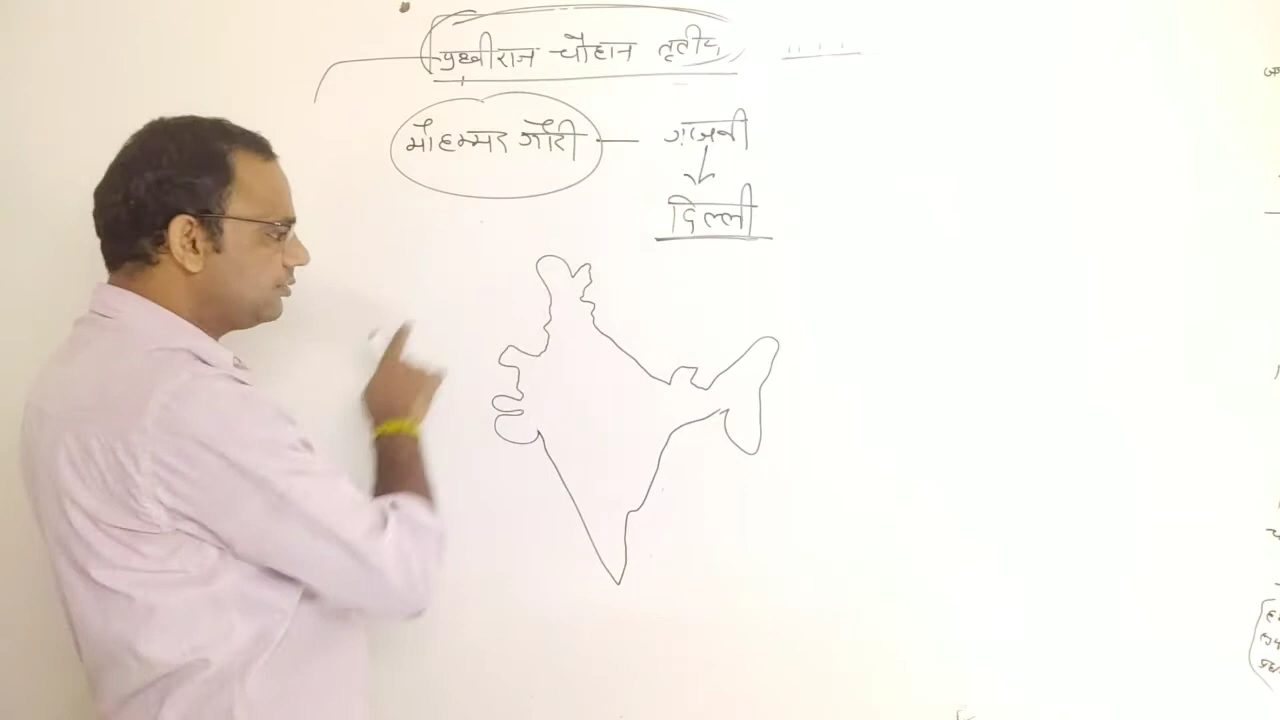 पृथ्वीराज चौहान तृतीय
मोहम्मद गौरी — गजनी
दिल्ली